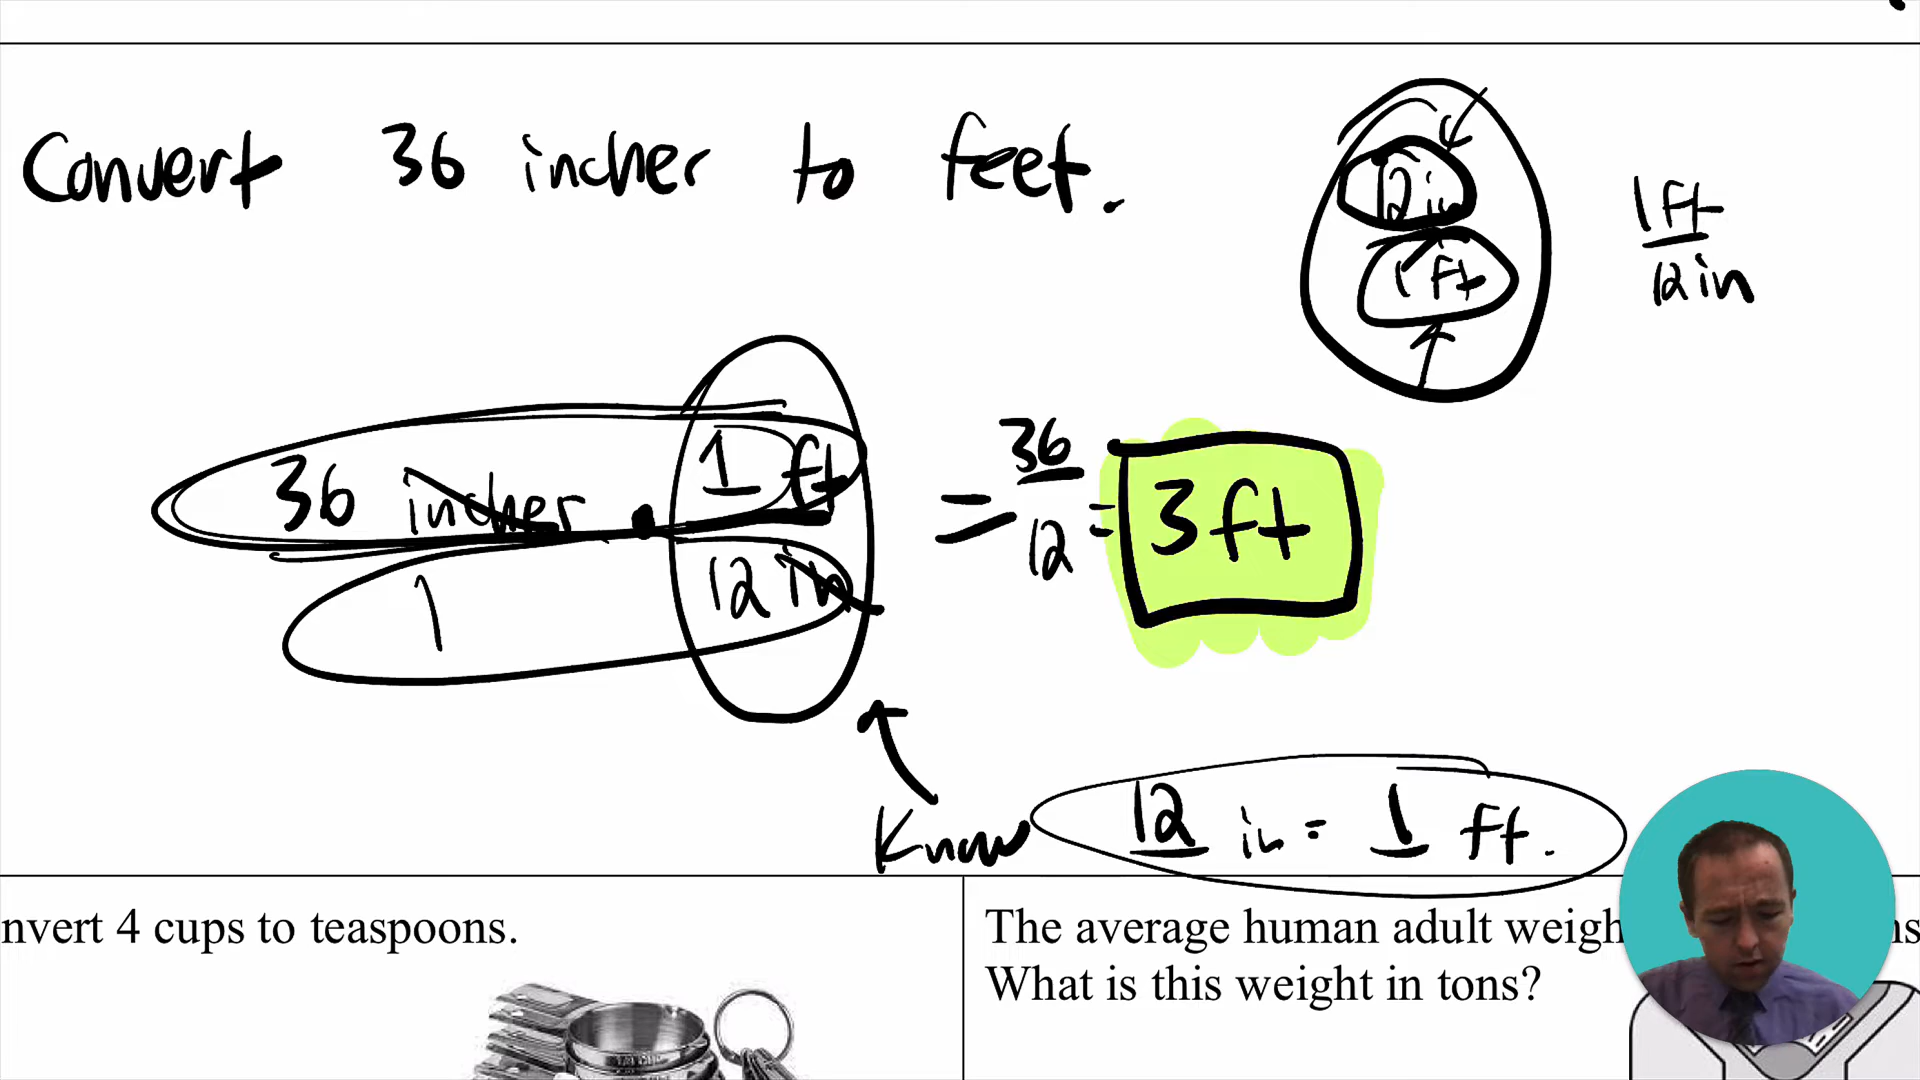 Convert 36 inches to feet.
12 in
1 ft
1 ft
12 in
36 inches • 1 ft
1 12 in
= 36
12
= 3 ft
Know 12 in = 1 ft.
nvert 4 cups to teaspoons.
The average human adult weigh
What is this weight in tons?